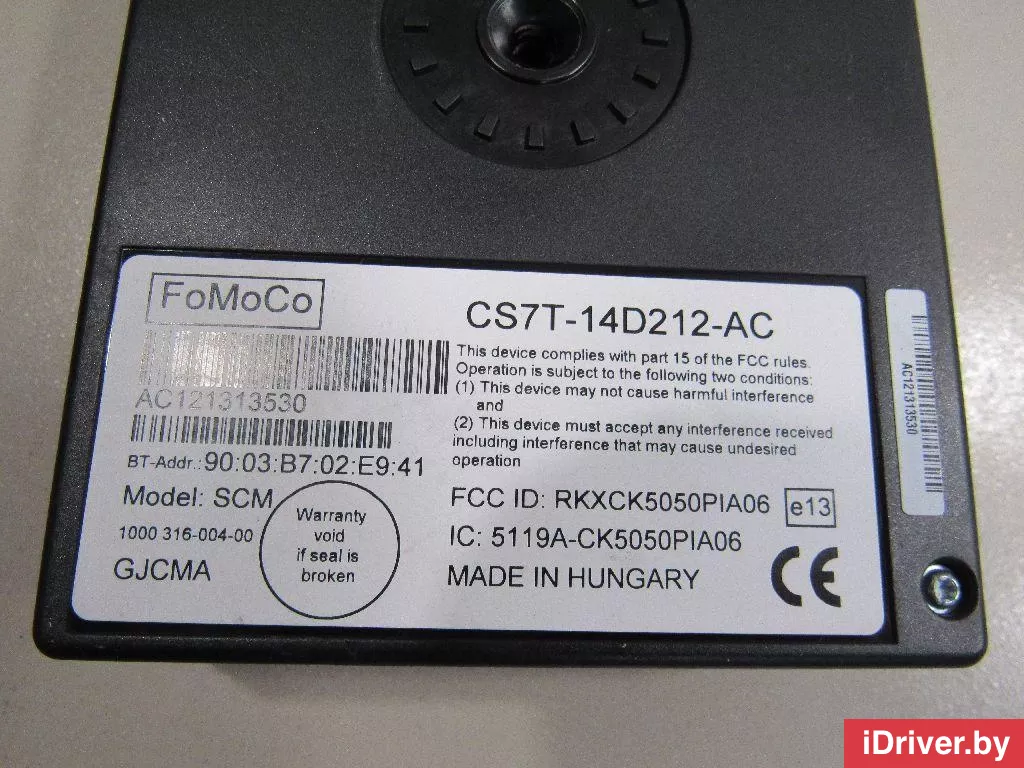 FoMoCo
CS7T-14D212-AC
AC121313530
BT-Addr.: 90:03:B7:02:E9:41
Model: SCM
1000 316-004-00
GJCMA
Warranty
void
if seal is
broken
This device complies with part 15 of the FCC rules.
Operation is subject to the following two conditions:
(1) This device may not cause harmful interference
and
(2) This device must accept any interference received
including interference that may cause undesired
operation
FCC ID: RKXCK5050PIA06
e13
IC: 5119A-CK5050PIA06
MADE IN HUNGARY
CE
AC121313530
iDriver.by